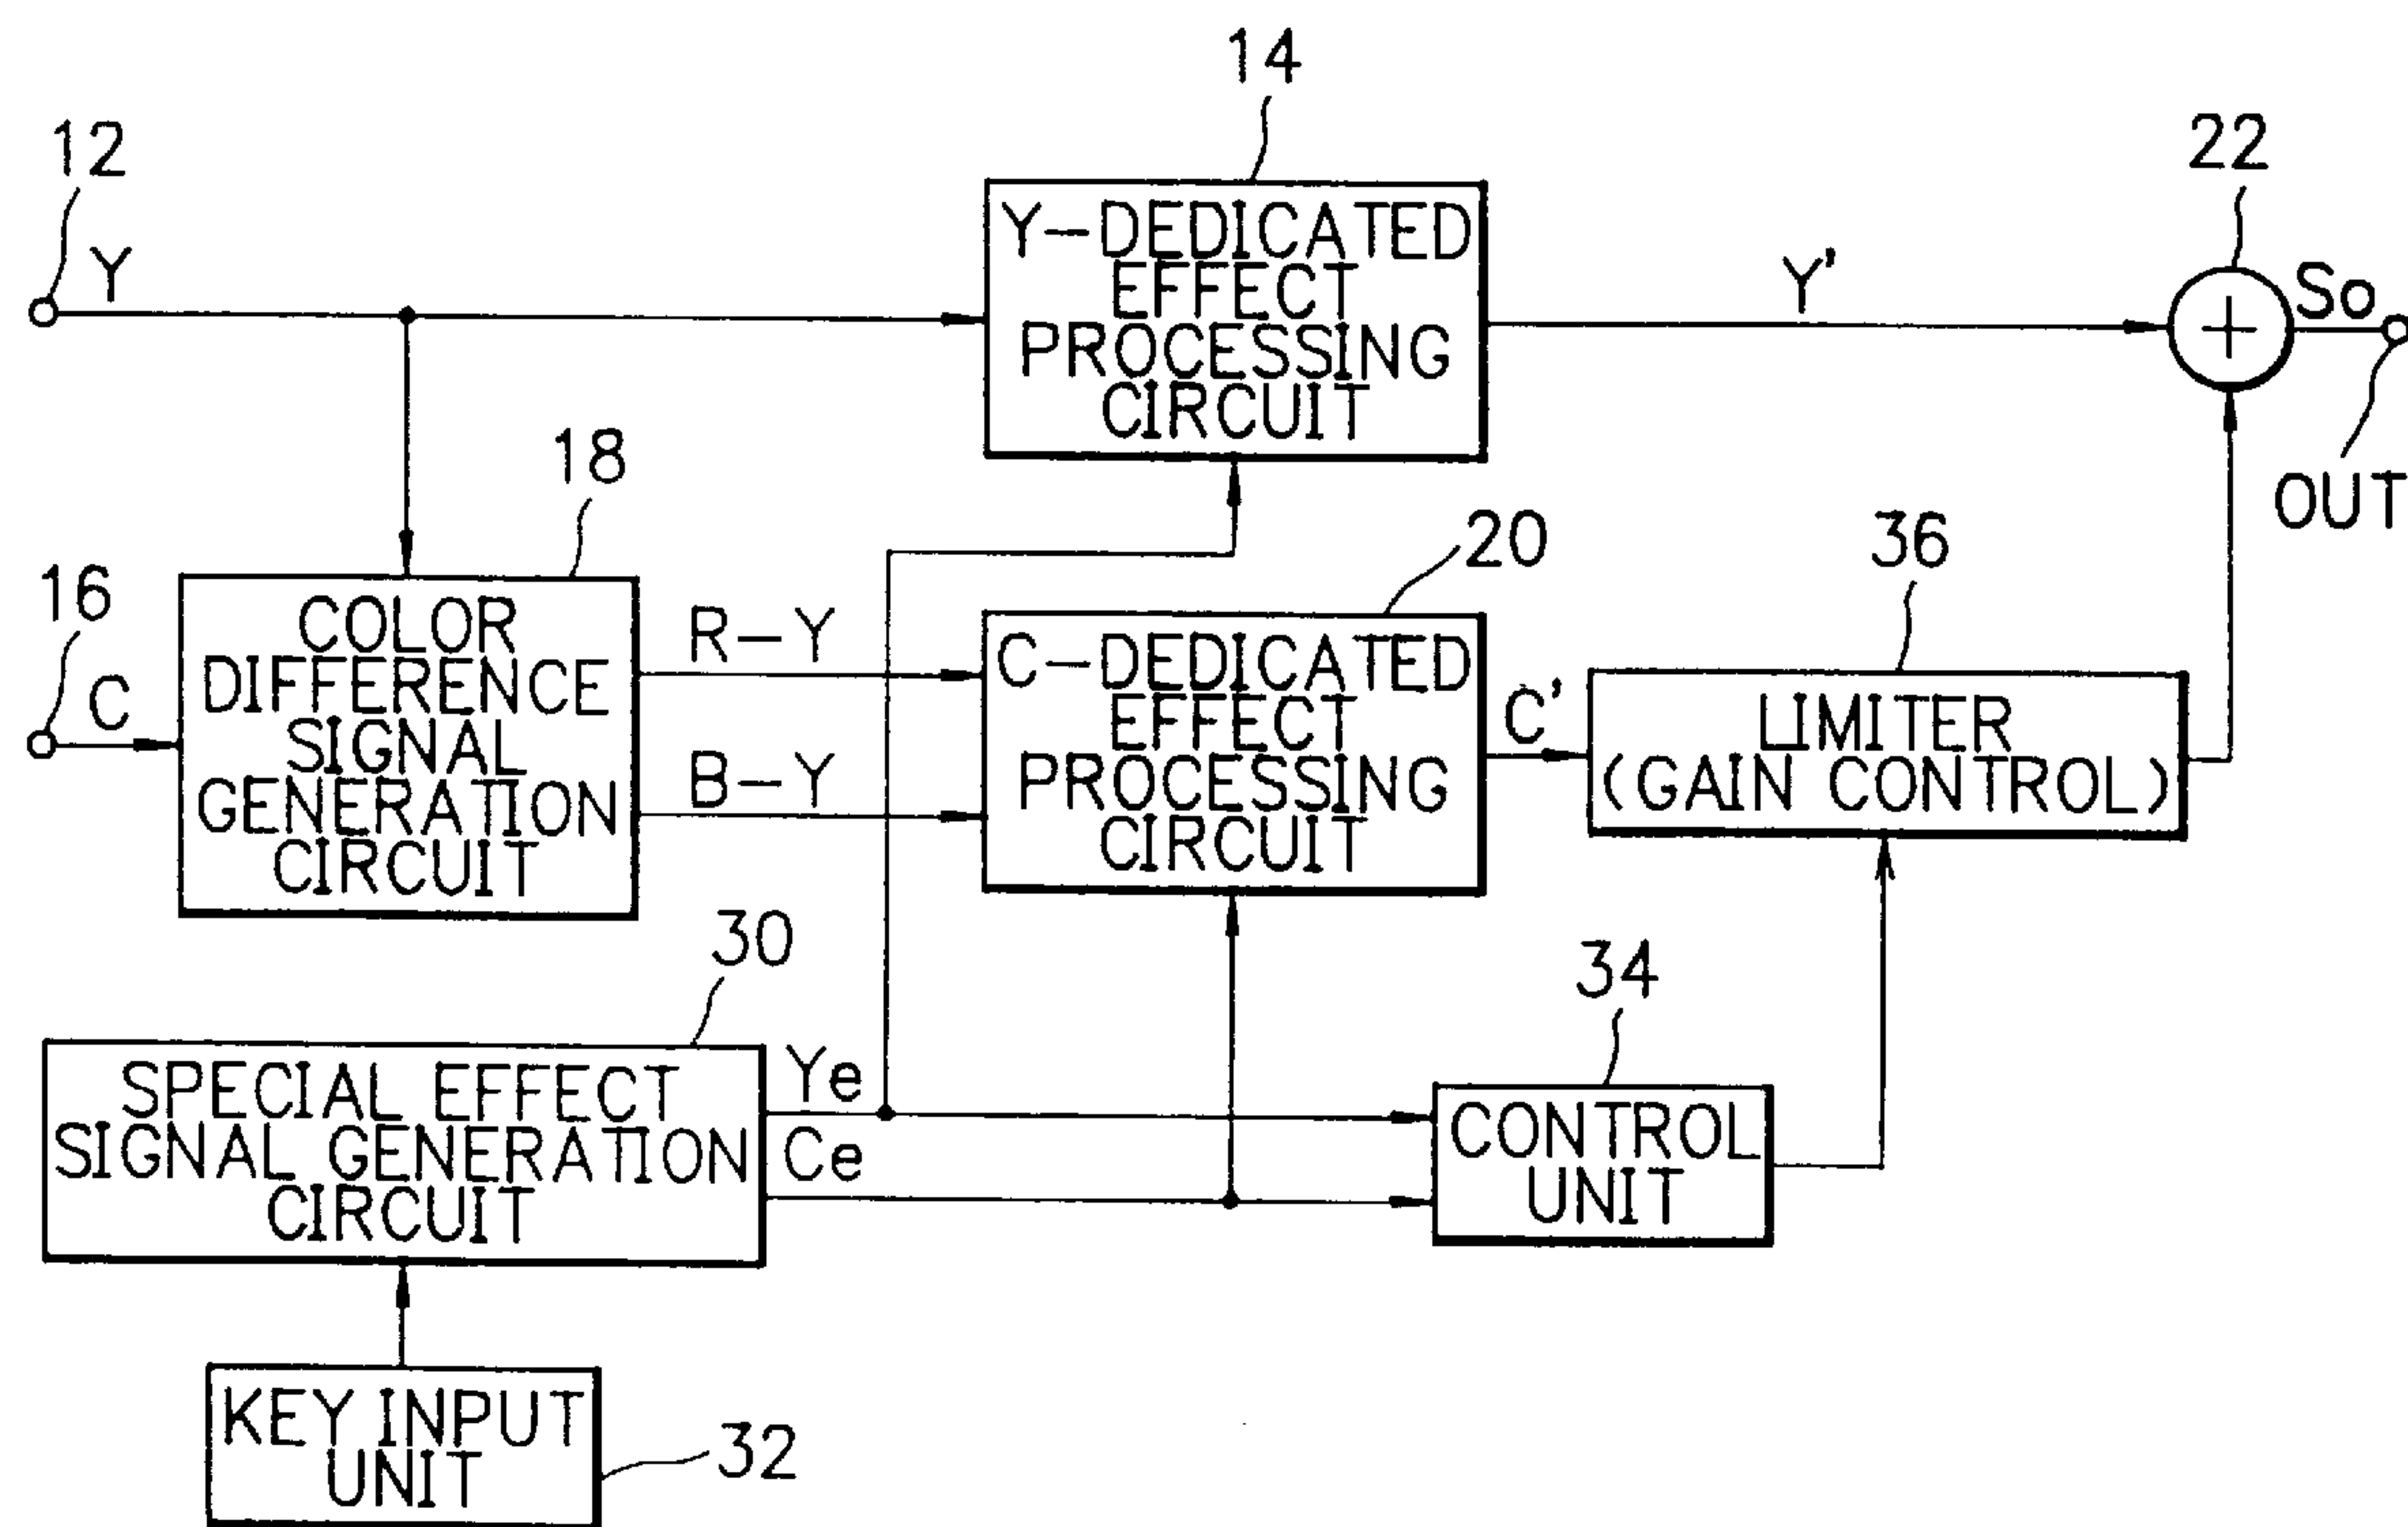 14
12
22
Y
Y-DEDICATED
EFFECT
PROCESSING
CIRCUIT
Y'
So
OUT
18
16
C
COLOR
DIFFERENCE
SIGNAL
GENERATION
CIRCUIT
R-Y
B-Y
20
C-DEDICATED
EFFECT
PROCESSING
CIRCUIT
C'
36
LIMITER
(GAIN CONTROL)
30
SPECIAL EFFECT
SIGNAL GENERATION
CIRCUIT
Ye
Ce
34
CONTROL
UNIT
KEY INPUT
UNIT
32